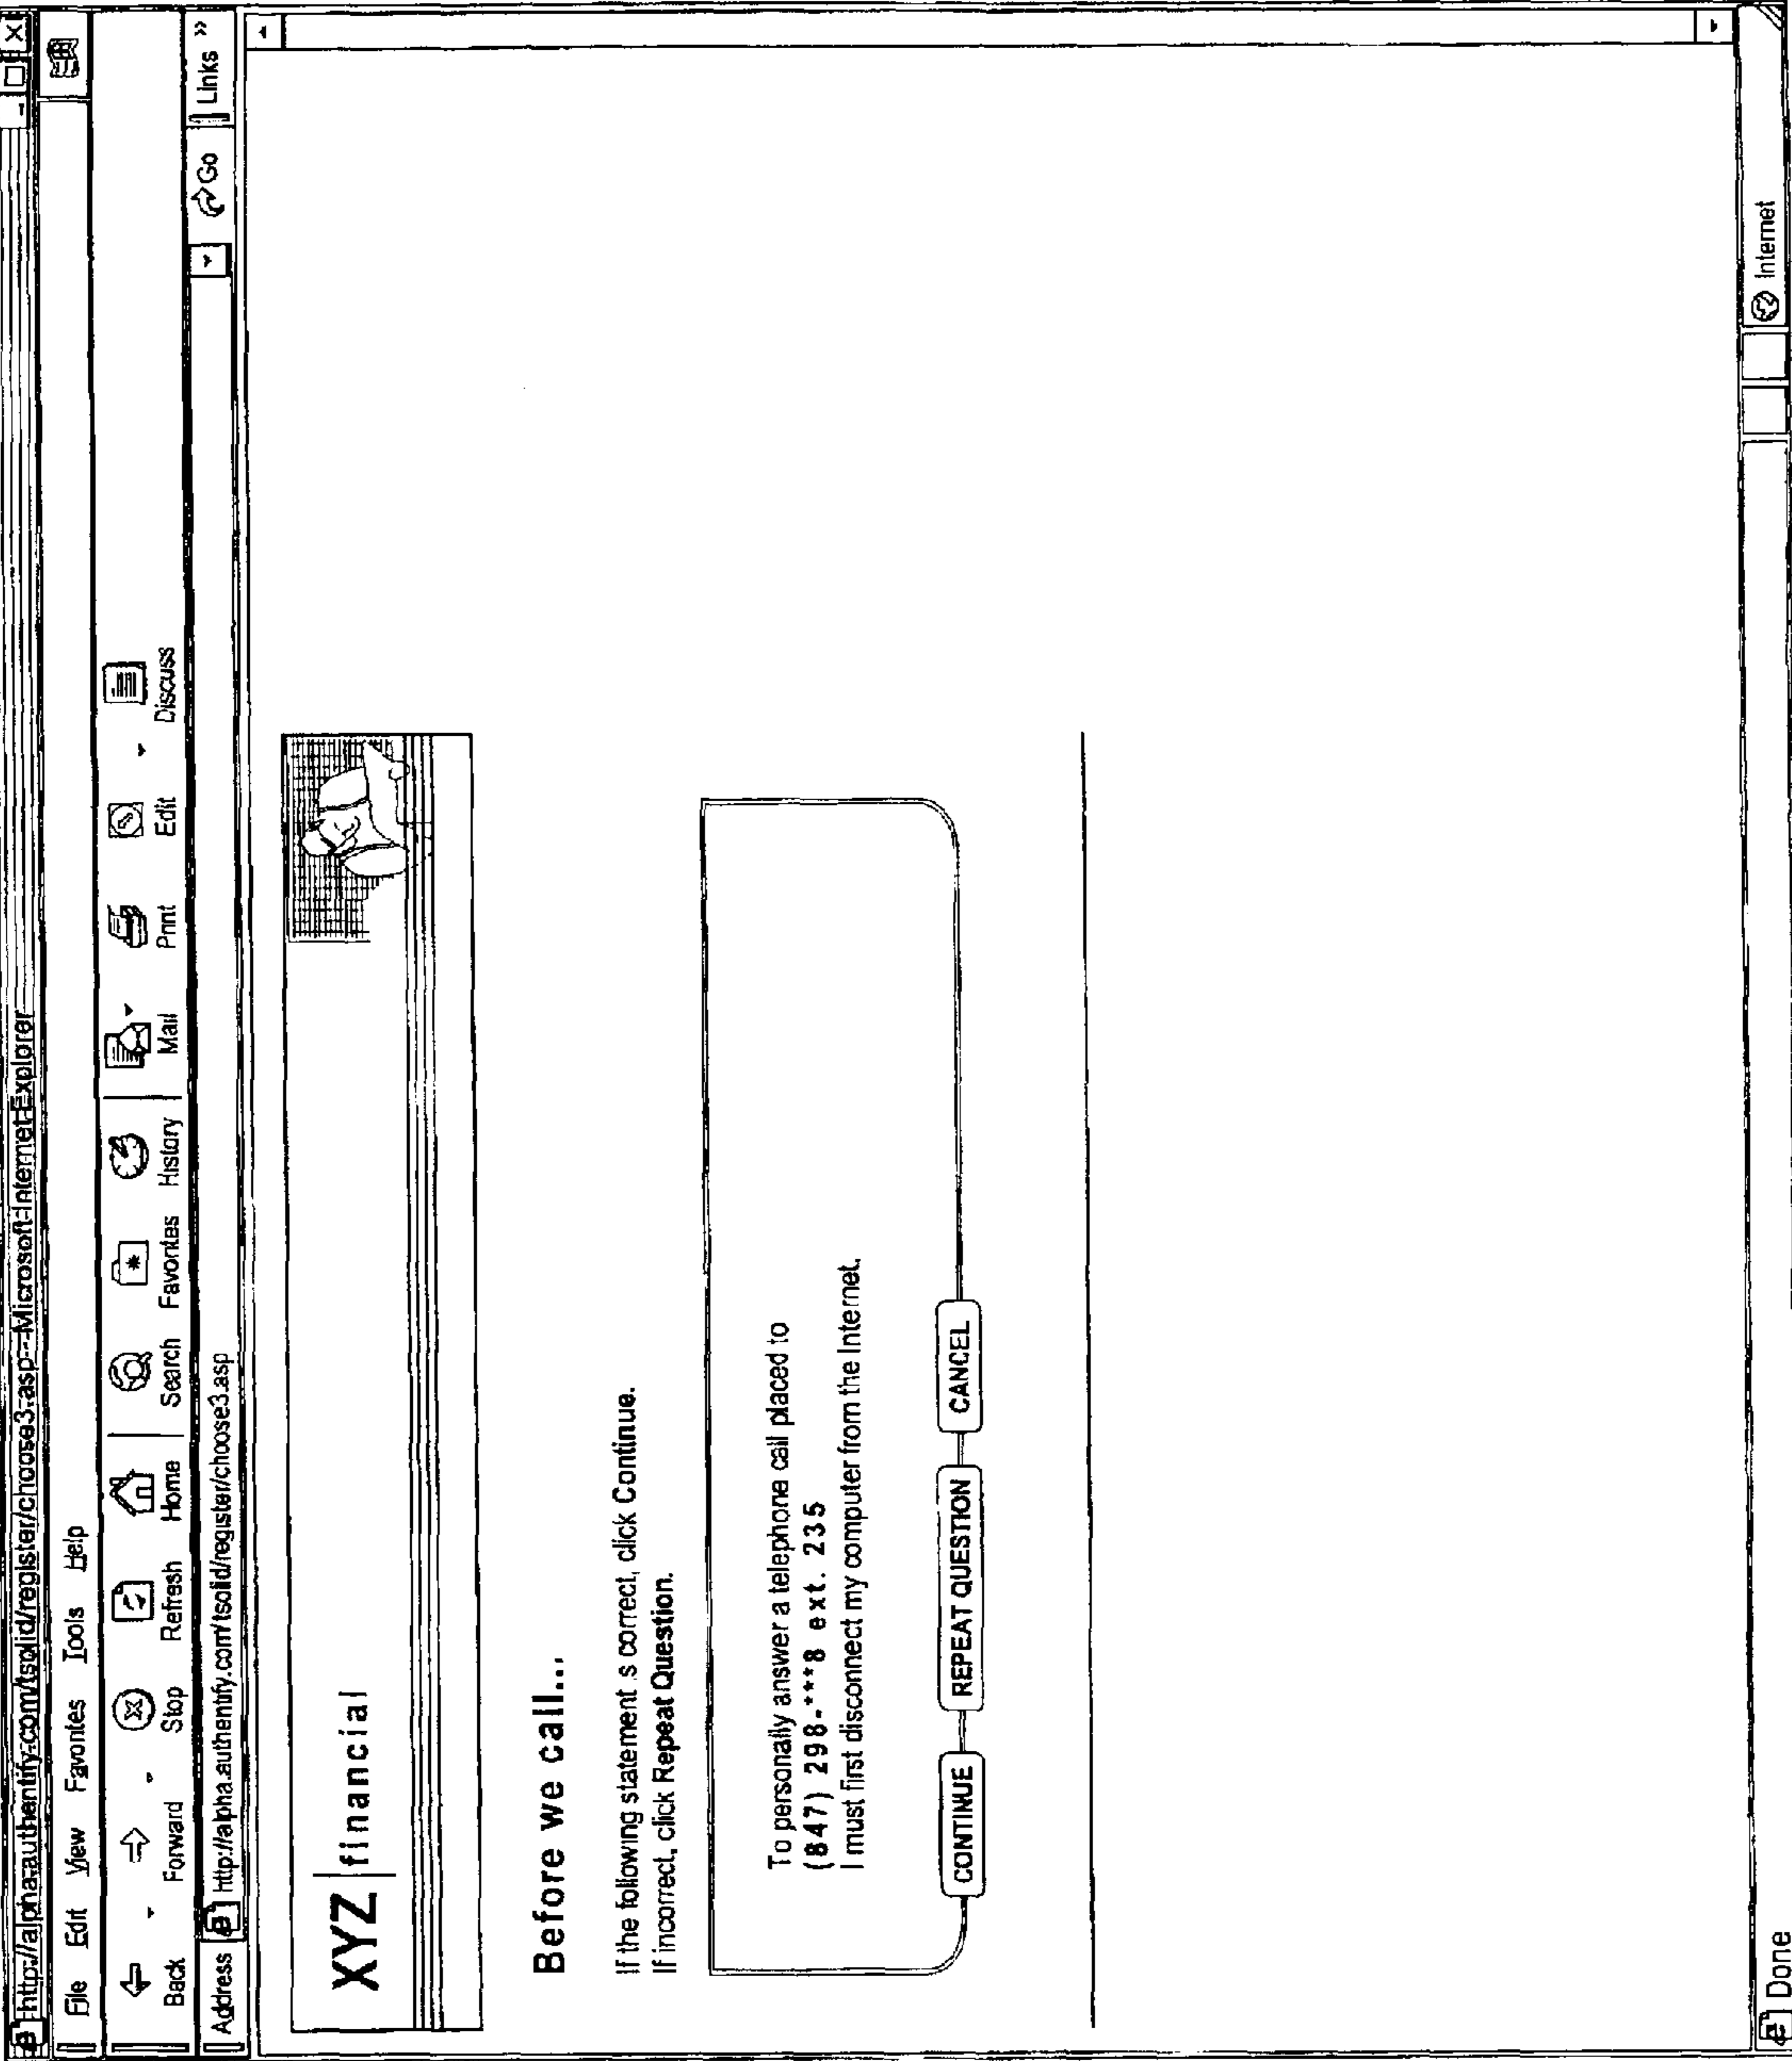 http://alpha.authentify.com/tsolid/register/choose3.asp - Microsoft Internet Explorer
File Edit View Favorites Tools Help
Back Forward Stop Refresh Home Search Favorites History Mail Print Edit Discuss
Address http://alpha.authentify.com/tsolid/register/choose3.asp Go Links »
XYZ financial
Before we call...
If the following statement is correct, click Continue.
If incorrect, click Repeat Question.
To personally answer a telephone call placed to
(847) 298-***8 ext. 235
I must first disconnect my computer from the Internet.
CONTINUE REPEAT QUESTION CANCEL
Done Internet